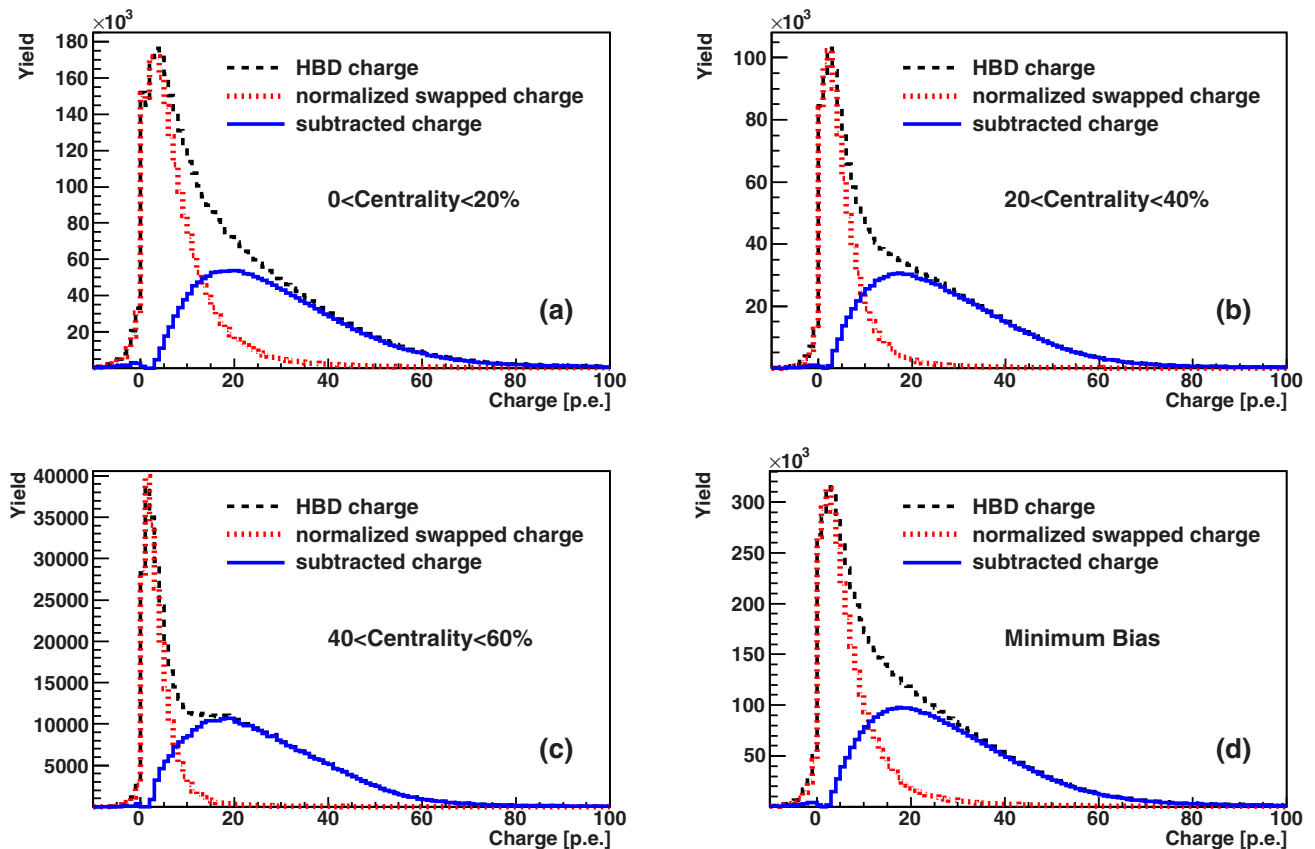 ×10³
Yield
180
160
140
120
100
80
60
40
20
HBD charge
normalized swapped charge
subtracted charge
0<Centrality<20%
(a)
0 20 40 60 80 100
Charge [p.e.]
×10³
Yield
100
80
60
40
20
HBD charge
normalized swapped charge
subtracted charge
20<Centrality<40%
(b)
0 20 40 60 80 100
Charge [p.e.]
Yield
40000
35000
30000
25000
20000
15000
10000
5000
HBD charge
normalized swapped charge
subtracted charge
40<Centrality<60%
(c)
0 20 40 60 80 100
Charge [p.e.]
×10³
Yield
300
250
200
150
100
50
HBD charge
normalized swapped charge
subtracted charge
Minimum Bias
(d)
0 20 40 60 80 100
Charge [p.e.]